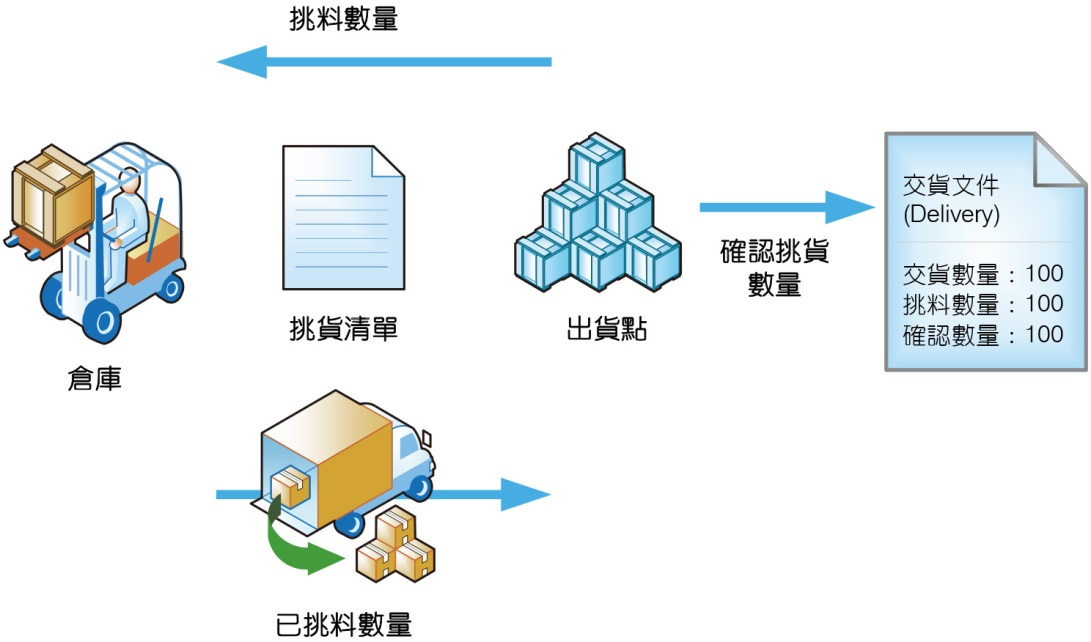 挑料數量
交貨文件
(Delivery)
交貨數量：100
挑料數量：100
確認數量：100
確認挑貨
數量
倉庫
挑貨清單
出貨點
已挑料數量